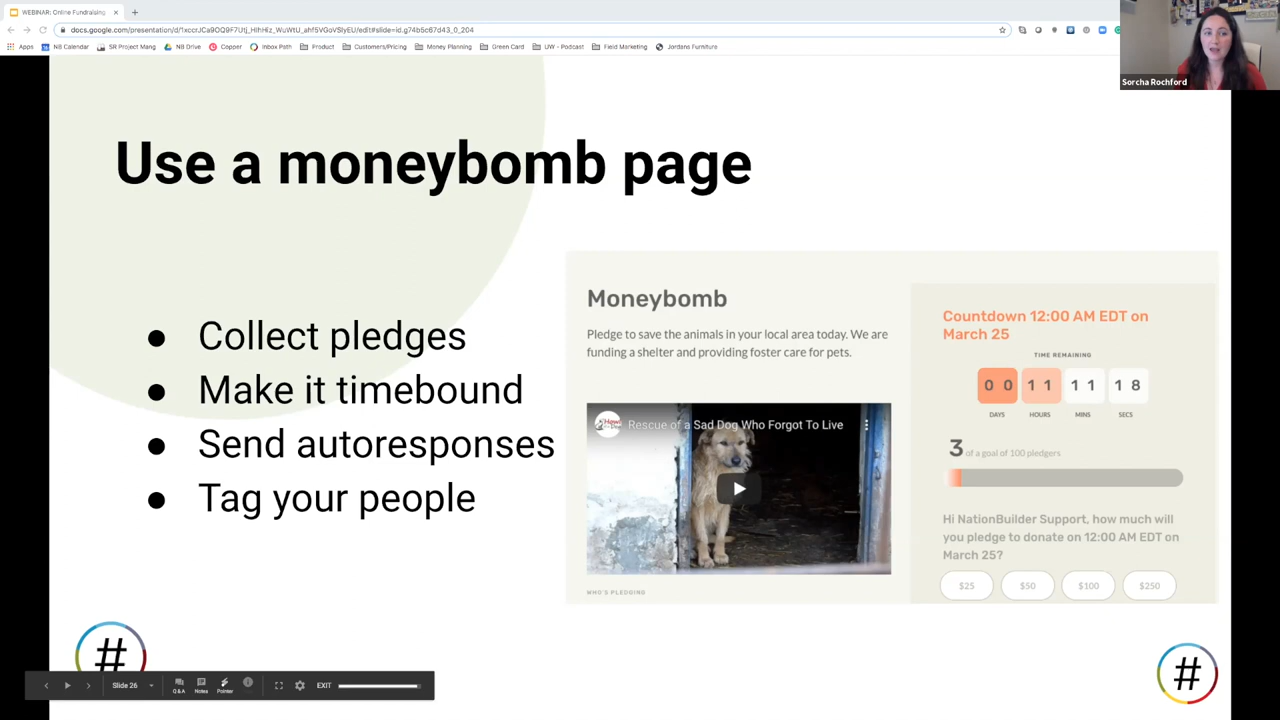 WEBINAR: Online Fundraising
docs.google.com/presentation/d/1xccrJCa9OQ9F7Utj_HIhHiz_WuWtU_ahf5VGoVSlyEU/edit#slide=id.g74b5c67d43_0_204
Apps NB Calender SR Project Mang NB Drive Copper Inbox Path Product Customers/Pricing Money Planning Green Card UW - Podcast Field Marketing Jordans Furniture
Sorcha Rochford
Use a moneybomb page
● Collect pledges
● Make it timebound
● Send autoresponses
● Tag your people
Moneybomb
Pledge to save the animals in your local area today. We are
funding a shelter and providing foster care for pets.
Rescue of a Sad Dog Who Forgot To Live
WHO'S PLEDGING
Countdown 12:00 AM EDT on
March 25
TIME REMAINING
0 0 1 1 1 1 1 8
DAYS HOURS MINS SECS
3 of a goal of 100 pledgers
Hi NationBuilder Support, how much will
you pledge to donate on 12:00 AM EDT on
March 25?
$25 $50 $100 $250
#
#
Slide 26 Q&A Notes Pointer EXIT